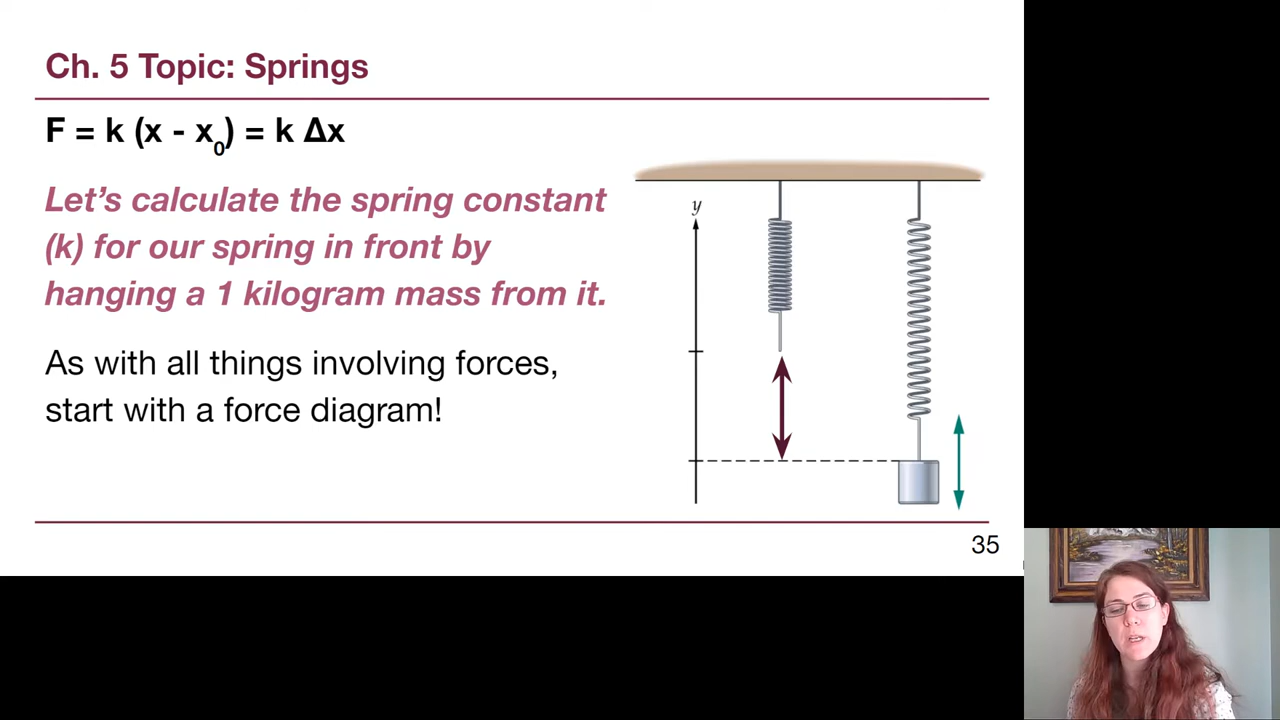 Ch. 5 Topic: Springs
F = k (x - x₀) = k Δx
Let’s calculate the spring constant
(k) for our spring in front by
hanging a 1 kilogram mass from it.
As with all things involving forces,
start with a force diagram!
y
35